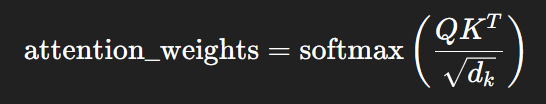 attention_weights = softmax(QK^T / √d_k)